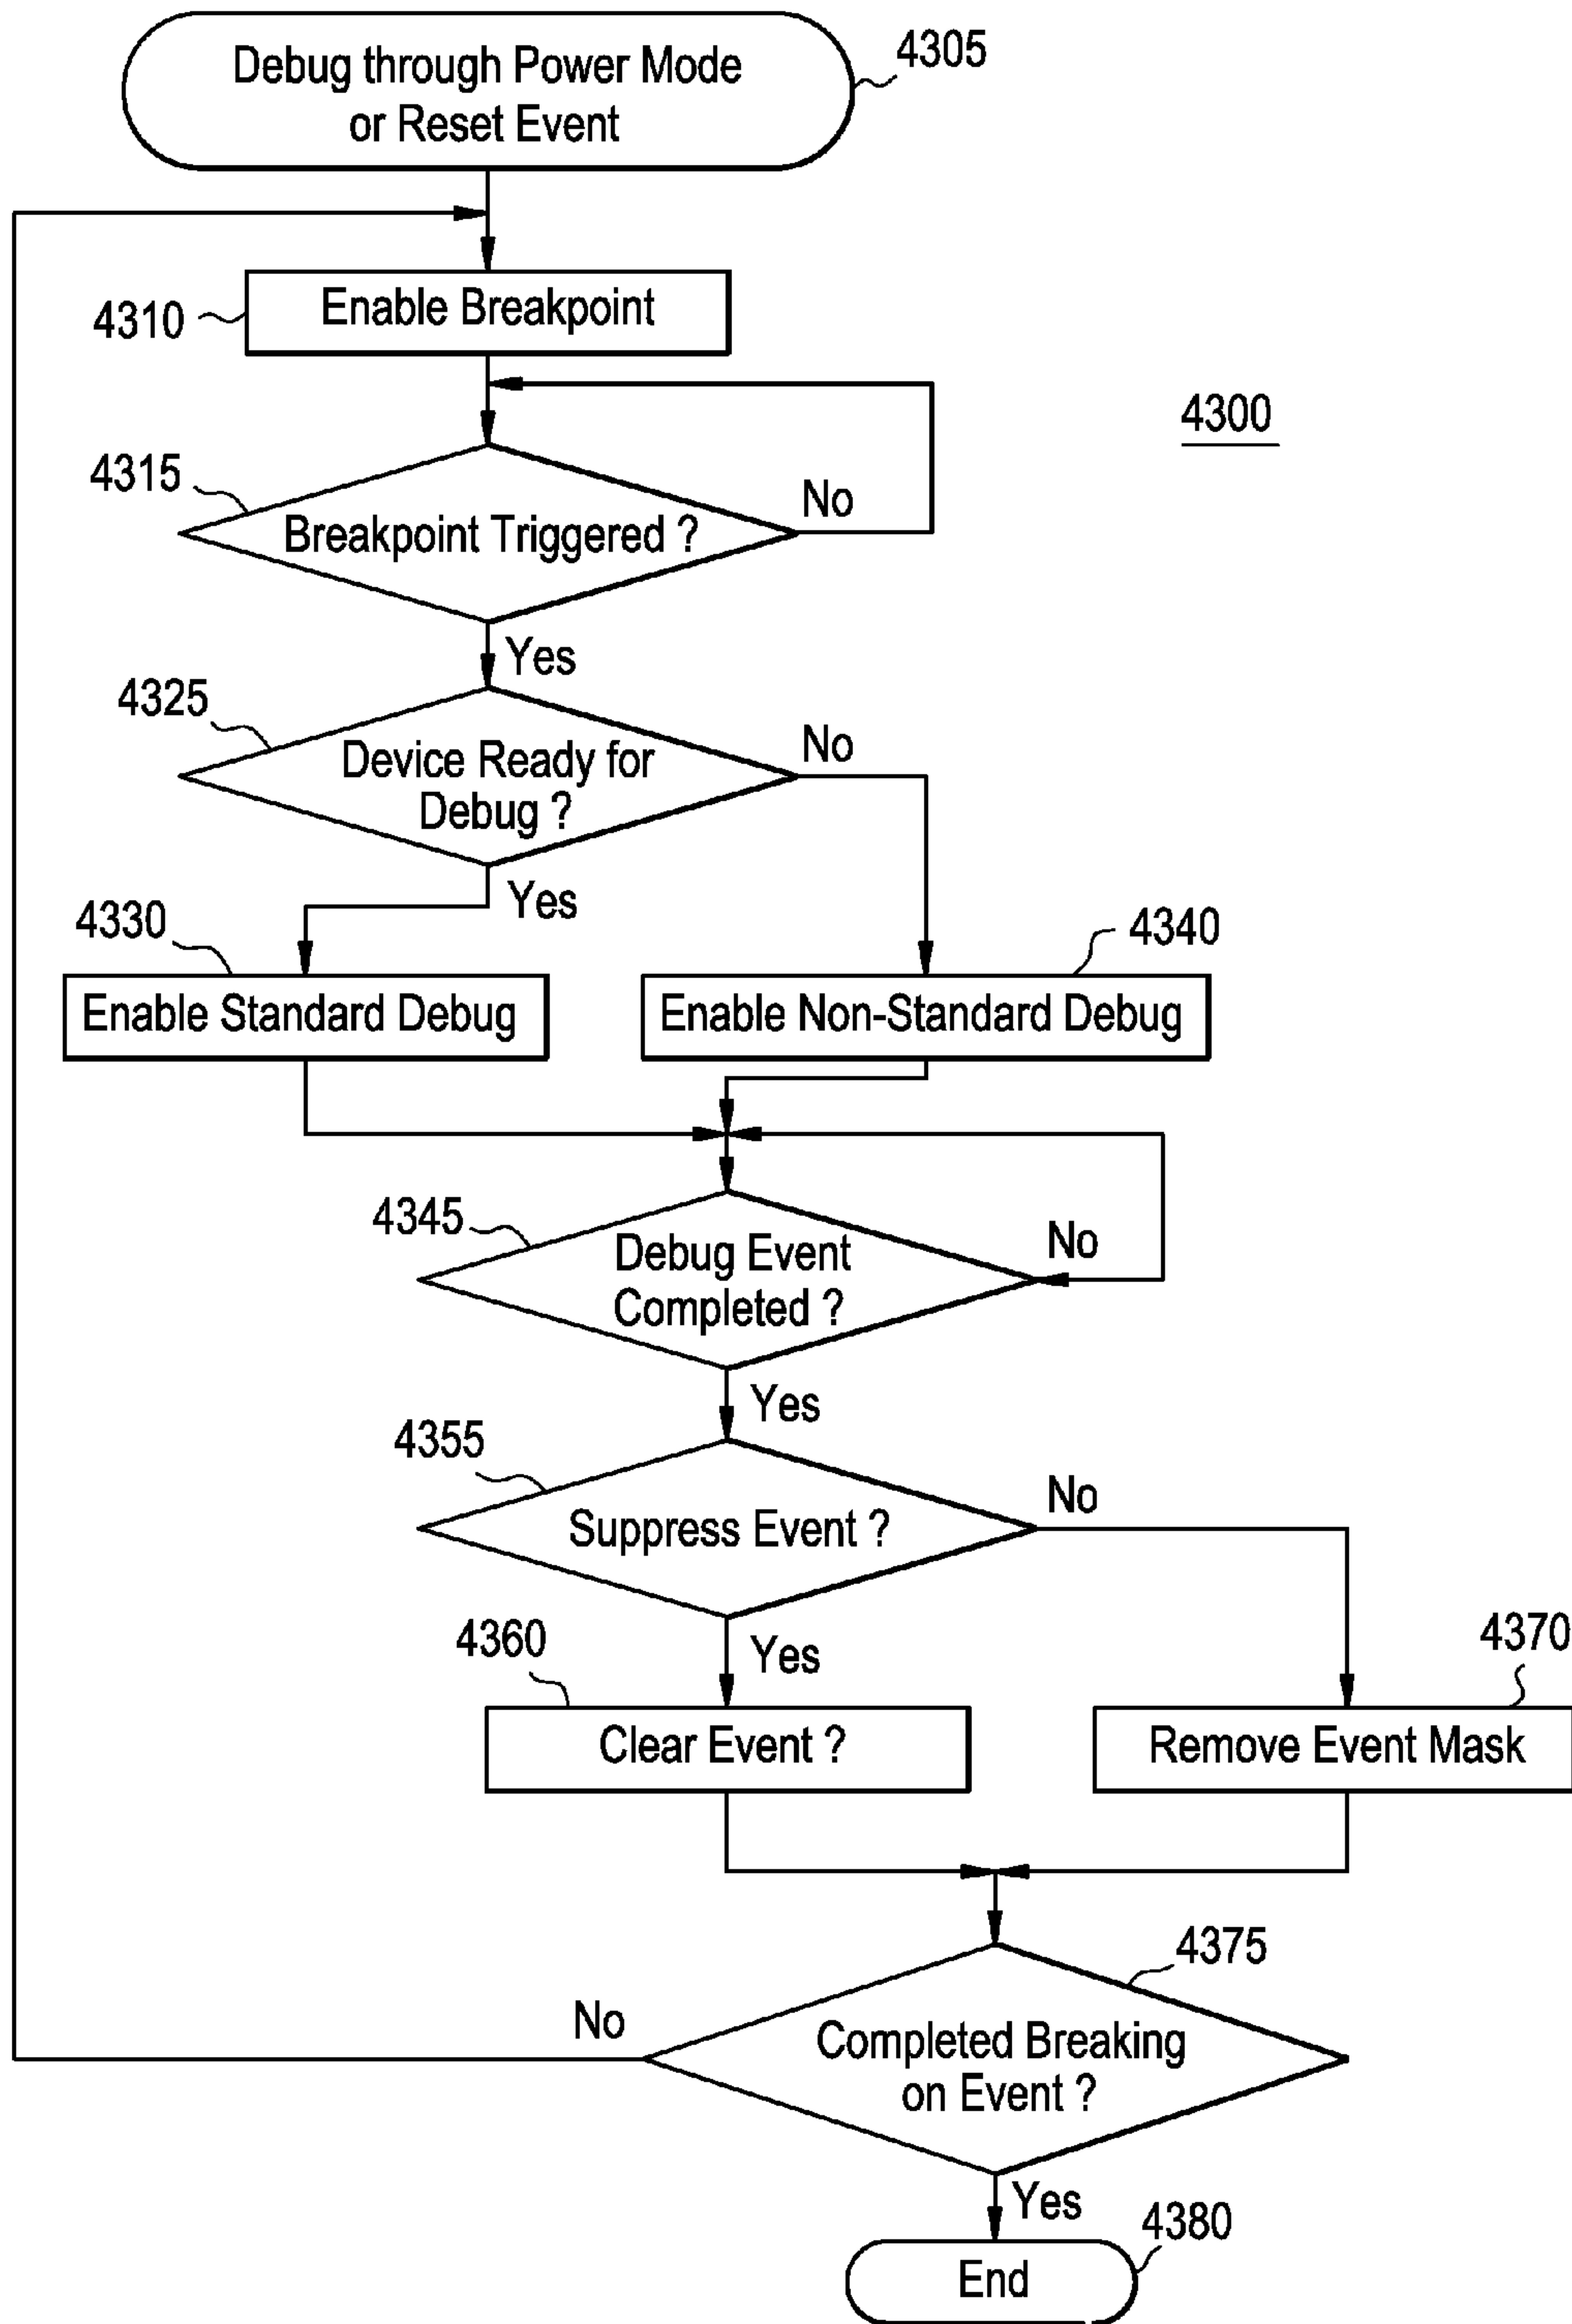 Debug through Power Mode
or Reset Event
4305
Enable Breakpoint
4310
4300
4315
Breakpoint Triggered ?
No
Yes
4325
Device Ready for
Debug ?
No
Yes
4330
4340
Enable Standard Debug
Enable Non-Standard Debug
4345
Debug Event
Completed ?
No
Yes
4355
Suppress Event ?
No
4360
Yes
4370
Clear Event ?
Remove Event Mask
4375
No
Completed Breaking
on Event ?
Yes
4380
End